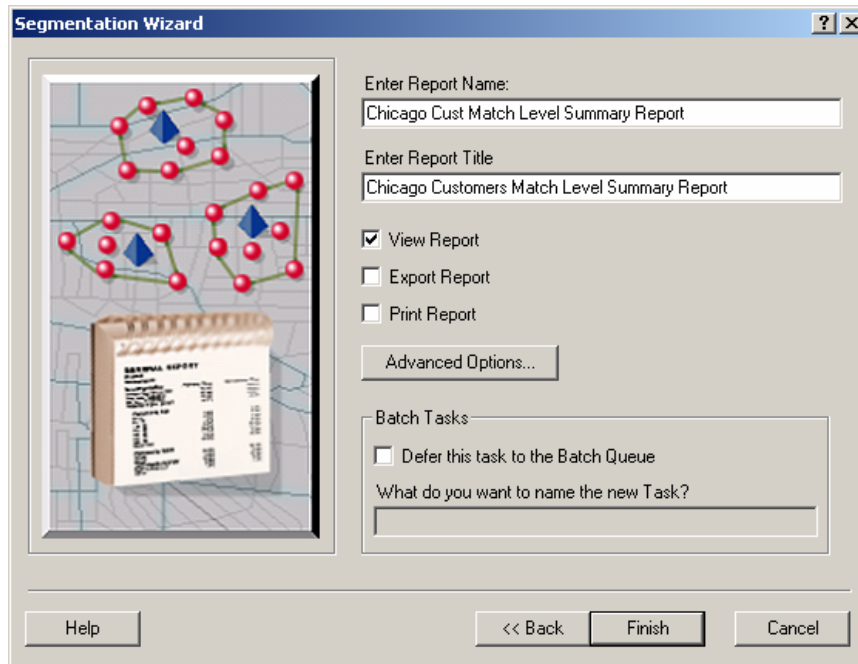 Segmentation Wizard
Enter Report Name:
Chicago Cust Match Level Summary Report
Enter Report Title
Chicago Customers Match Level Summary Report
View Report
Export Report
Print Report
Advanced Options...
Batch Tasks
Defer this task to the Batch Queue
What do you want to name the new Task?
Help
<< Back
Finish
Cancel